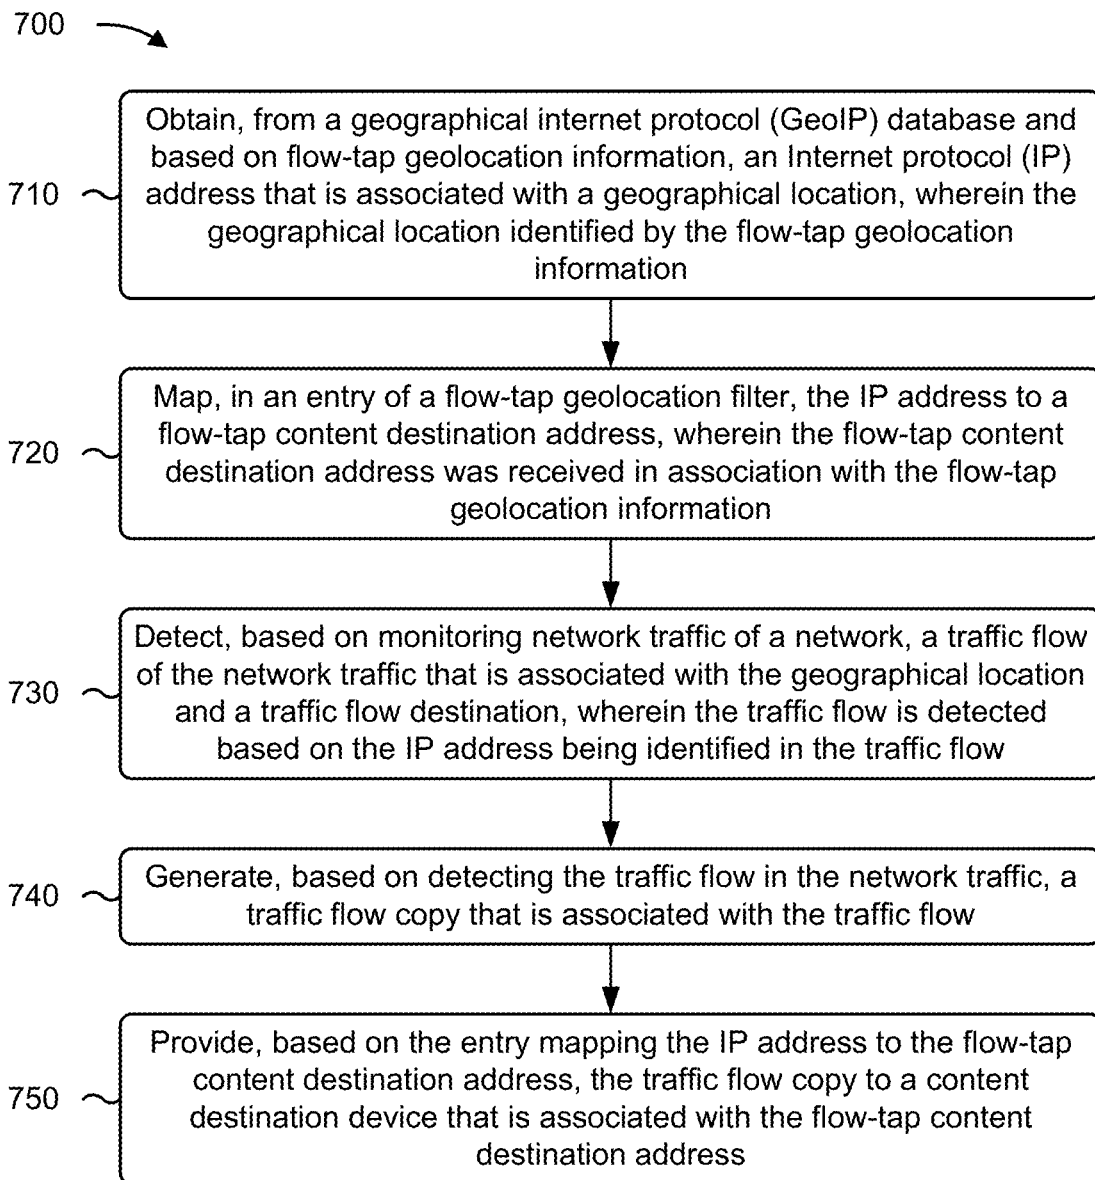 700
Obtain, from a geographical internet protocol (GeoIP) database and
based on flow-tap geolocation information, an Internet protocol (IP)
710 address that is associated with a geographical location, wherein the
geographical location identified by the flow-tap geolocation
information
Map, in an entry of a flow-tap geolocation filter, the IP address to a
720 flow-tap content destination address, wherein the flow-tap content
destination address was received in association with the flow-tap
geolocation information
Detect, based on monitoring network traffic of a network, a traffic flow
of the network traffic that is associated with the geographical location
730 and a traffic flow destination, wherein the traffic flow is detected
based on the IP address being identified in the traffic flow
740 Generate, based on detecting the traffic flow in the network traffic, a
traffic flow copy that is associated with the traffic flow
Provide, based on the entry mapping the IP address to the flow-tap
content destination address, the traffic flow copy to a content
750 destination device that is associated with the flow-tap content
destination address